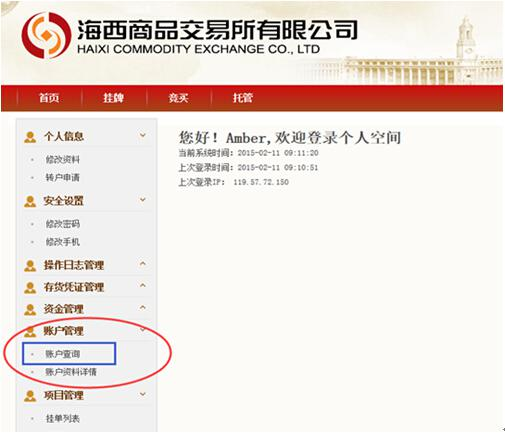 海西商品交易所有限公司
HAIXI COMMODITY EXCHANGE CO., LTD
首页 挂牌 竞买 托管
个人信息
修改资料
转户申请
安全设置
修改密码
修改手机
操作日志管理
存货凭证管理
资金管理
账户管理
账户查询
账户资料详情
项目管理
挂单列表
您好！Amber,欢迎登录个人空间
当前系统时间：2015-02-11 09:11:20
上次登录时间：2015-02-11 09:10:51
上次登录IP： 119.57.72.150